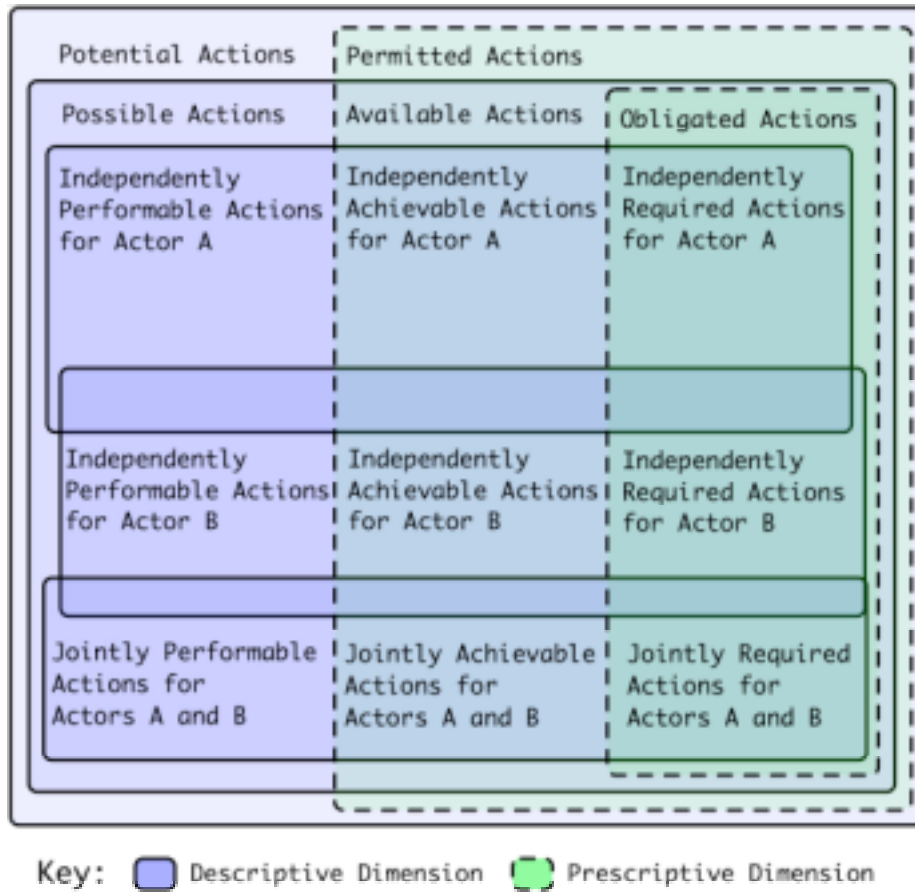 Potential Actions
Permitted Actions
Possible Actions
Available Actions
Obligated Actions
Independently
Performable Actions
for Actor A
Independently
Achievable Actions
for Actor A
Independently
Required Actions
for Actor A
Independently
Performable Actions
for Actor B
Independently
Achievable Actions
for Actor B
Independently
Required Actions
for Actor B
Jointly Performable
Actions for
Actors A and B
Jointly Achievable
Actions for
Actors A and B
Jointly Required
Actions for
Actors A and B
Key: Descriptive Dimension Prescriptive Dimension